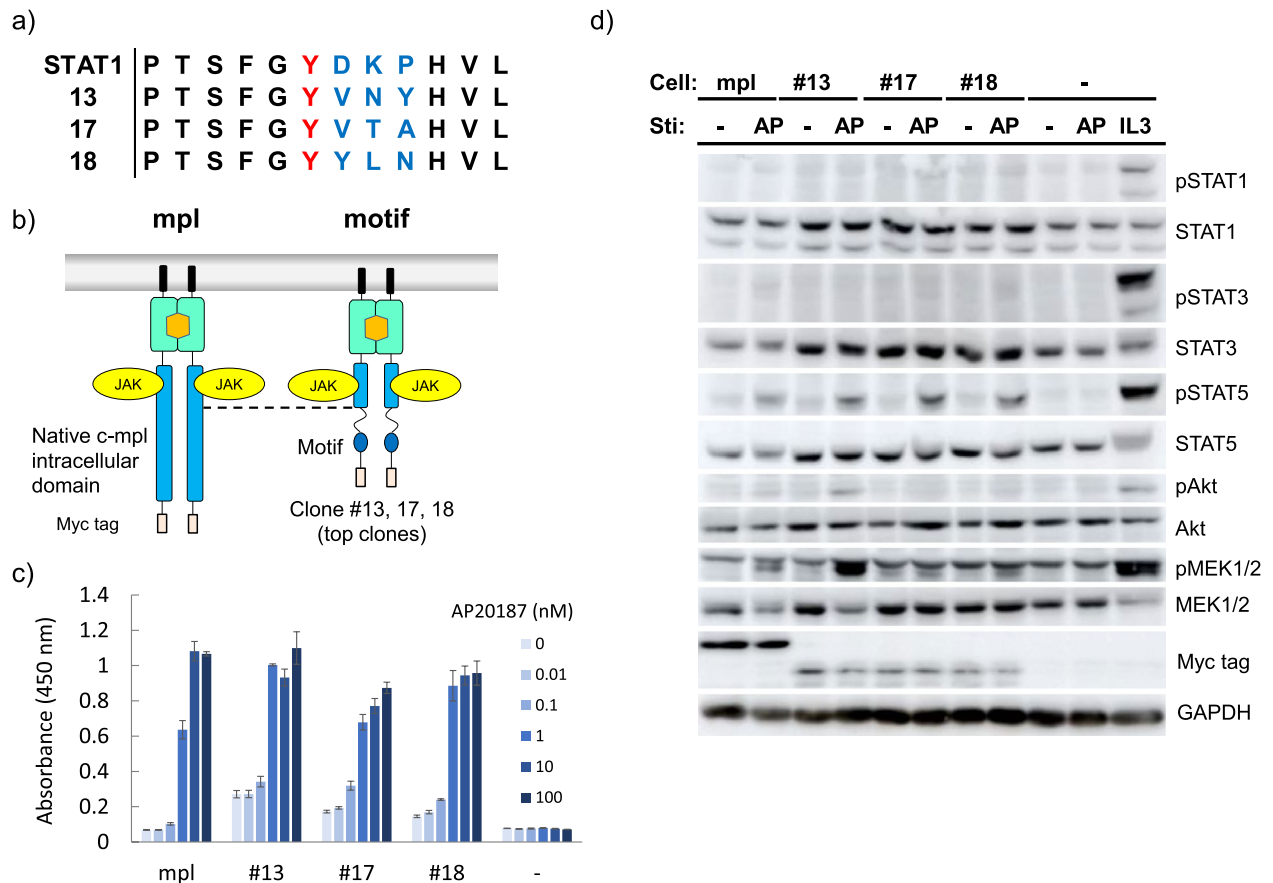 a)
STAT1 P T S F G Y D K P H V L
13 P T S F G Y V N Y H V L
17 P T S F G Y V T A H V L
18 P T S F G Y Y L N H V L
b)
mpl motif
JAK JAK JAK JAK
Native c-mpl
intracellular
domain
Myc tag
Motif
Clone #13, 17, 18
(top clones)
c)
Absorbance (450 nm)
1.4
1.2
1
0.8
0.6
0.4
0.2
0
mpl #13 #17 #18 -
AP20187 (nM)
0
0.01
0.1
1
10
100
d)
Cell: mpl #13 #17 #18 -
Sti: - AP - AP - AP - AP - AP IL3
pSTAT1
STAT1
pSTAT3
STAT3
pSTAT5
STAT5
pAkt
Akt
pMEK1/2
MEK1/2
Myc tag
GAPDH